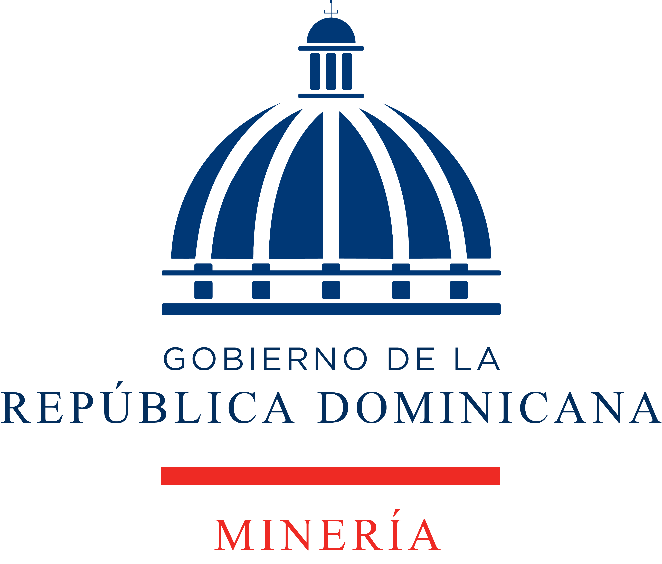 GOBIERNO DE LA
REPÚBLICA DOMINICANA
MINERÍA